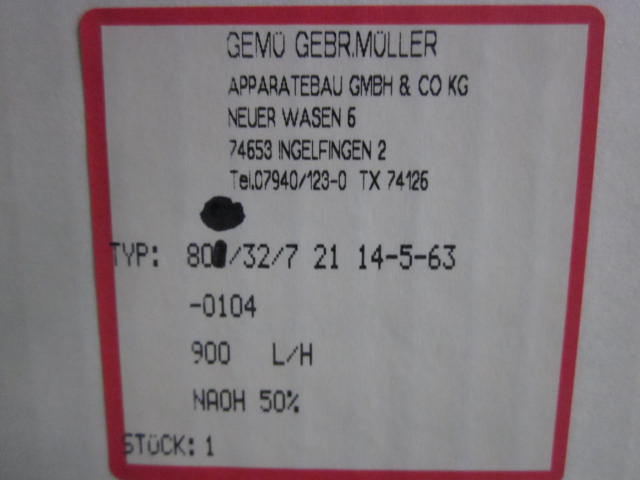 GEMÜ GEBR.MÜLLER
APPARATEBAU GMBH & CO KG
NEUER WASEN 6
74653 INGELFINGEN 2
Tel.07940/123-0 TX 74126
TYP: 801/32/7 21 14-5-63
-0104
900 L/H
NAOH 50%
STÜCK: 1